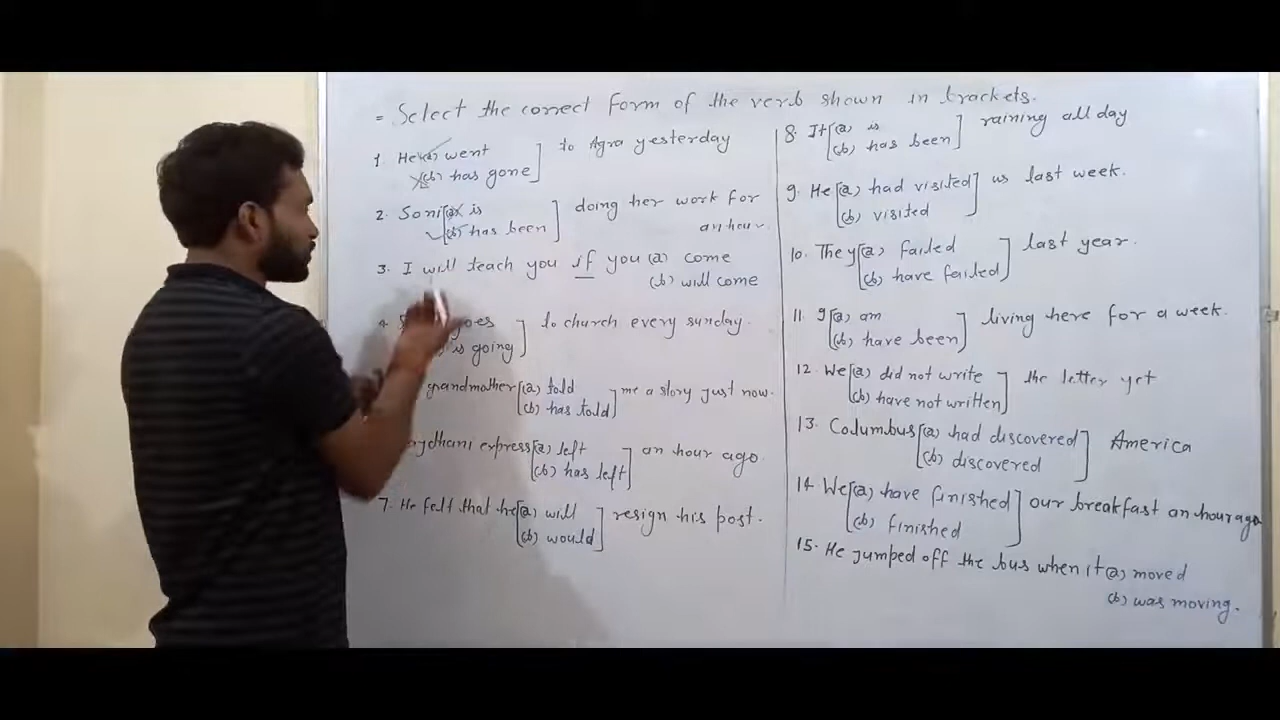 = Select the correct form of the verb shown in brackets.
1. He (a) went
(b) has gone
to Agra yesterday
2. Soni (a) is
(b) has been
doing her work for
an hour.
3. I will teach you if you (a) come
(b) will come
4. goes
is going
to church every sunday.
grandmother (a) told
(b) has told
me a story just now.
express (a) left
(b) has left
an hour ago.
7. He felt that he (a) will
(b) would
resign his post.
8. It (a) is
(b) has been
raining all day
9. He (a) had visited
(b) visited
us last week.
10. They (a) failed
(b) have failed
last year.
11. I (a) am
(b) have been
living here for a week.
12. We (a) did not write
(b) have not written
the letter yet
13. Columbus (a) had discovered
(b) discovered
America
14. We (a) have finished
(b) finished
our breakfast an hour ago
15. He jumped off the bus when it (a) moved
(b) was moving.